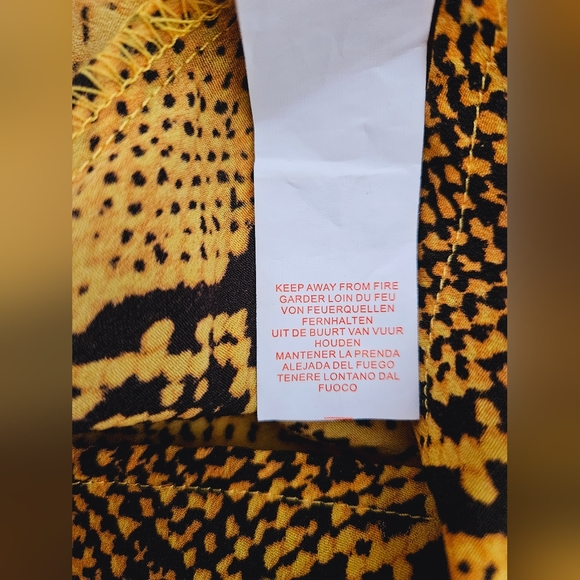 KEEP AWAY FROM FIRE
GARDER LOIN DU FEU
VON FEUERQUELLEN
FERNHALTEN
UIT DE BUURT VAN VUUR
HOUDEN
MANTENER LA PRENDA
ALEJADA DEL FUEGO
TENERE LONTANO DAL
FUOCO